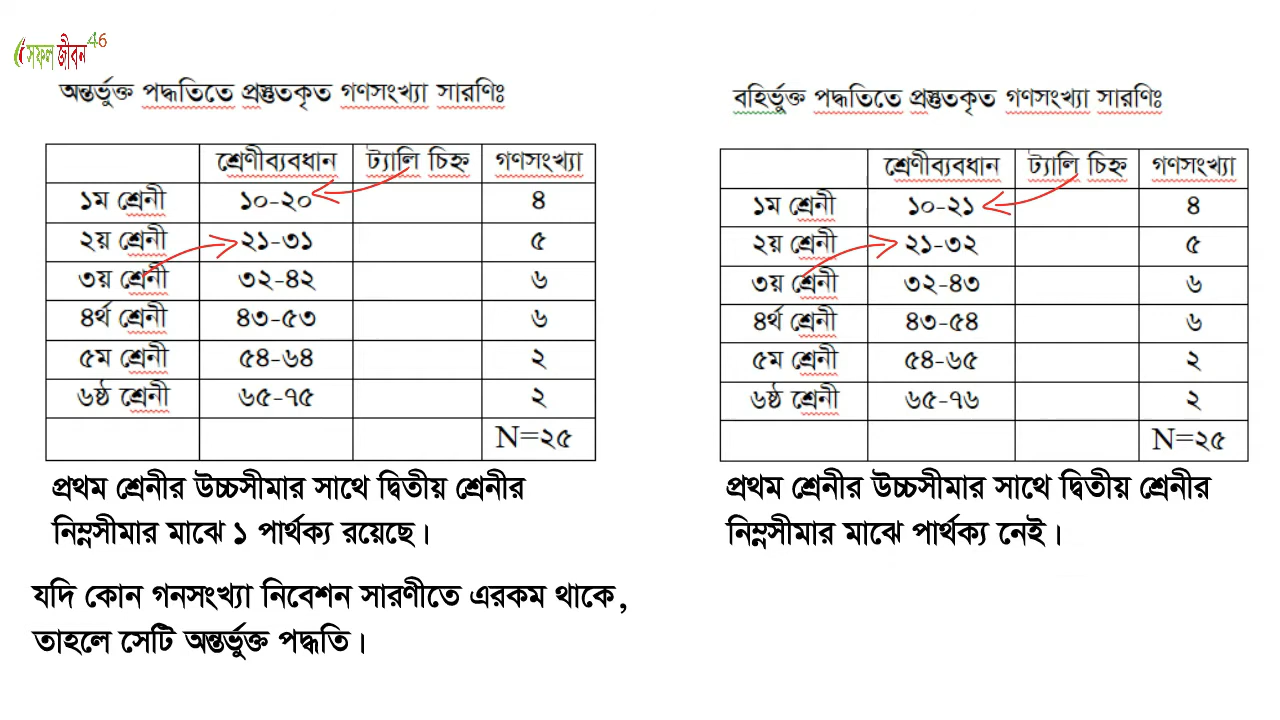 সফল জীবন 46
অন্তর্ভুক্ত পদ্ধতিতে প্রস্তুতকৃত গণসংখ্যা সারণিঃ
শ্রেণীব্যবধান ট্যালি চিহ্ন গণসংখ্যা
১ম শ্রেনী ১০-২০ ৪
২য় শ্রেনী ২১-৩১ ৫
৩য় শ্রেনী ৩২-৪২ ৬
৪র্থ শ্রেনী ৪৩-৫৩ ৬
৫ম শ্রেনী ৫৪-৬৪ ২
৬ষ্ঠ শ্রেনী ৬৫-৭৫ ২
N=২৫
প্রথম শ্রেনীর উচ্চসীমার সাথে দ্বিতীয় শ্রেনীর
নিম্নসীমার মাঝে ১ পার্থক্য রয়েছে।
যদি কোন গনসংখ্যা নিবেশন সারণীতে এরকম থাকে,
তাহলে সেটি অন্তর্ভুক্ত পদ্ধতি।
বহির্ভুক্ত পদ্ধতিতে প্রস্তুতকৃত গণসংখ্যা সারণিঃ
শ্রেণীব্যবধান ট্যালি চিহ্ন গণসংখ্যা
১ম শ্রেনী ১০-২১ ৪
২য় শ্রেনী ২১-৩২ ৫
৩য় শ্রেনী ৩২-৪৩ ৬
৪র্থ শ্রেনী ৪৩-৫৪ ৬
৫ম শ্রেনী ৫৪-৬৫ ২
৬ষ্ঠ শ্রেনী ৬৫-৭৬ ২
N=২৫
প্রথম শ্রেনীর উচ্চসীমার সাথে দ্বিতীয় শ্রেনীর
নিম্নসীমার মাঝে পার্থক্য নেই।